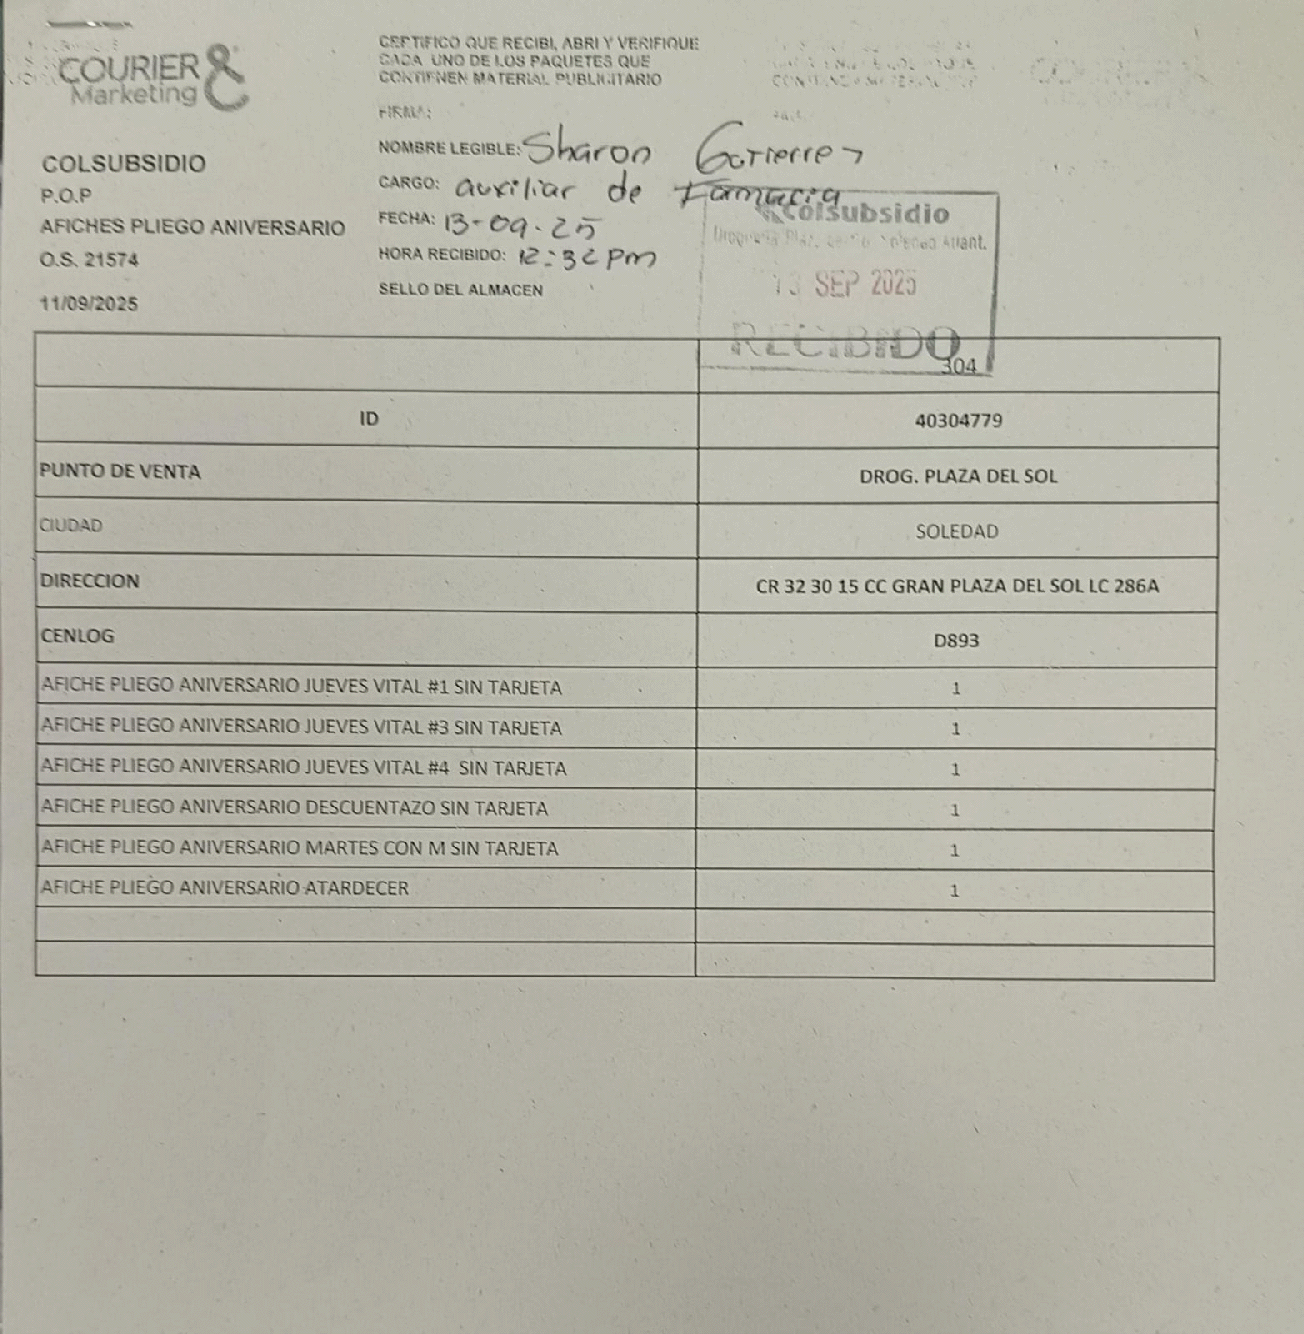 COURIER &
Marketing
COLSUBSIDIO
P.O.P
AFICHES PLIEGO ANIVERSARIO
O.S. 21574
11/09/2025
CERTIFICO QUE RECIBI, ABRI Y VERIFIQUE
CADA UNO DE LOS PAQUETES QUE
CONTIENEN MATERIAL PUBLICITARIO
FIRMA:
NOMBRE LEGIBLE: Sharon Gutierrez
CARGO: auxiliar de Farmacia
FECHA: 13-09-25
HORA RECIBIDO: 12:32 pm
SELLO DEL ALMACEN
Colsubsidio
13 SEP 2025
RECIBIDO
304
ID 40304779
PUNTO DE VENTA DROG. PLAZA DEL SOL
CIUDAD SOLEDAD
DIRECCION CR 32 30 15 CC GRAN PLAZA DEL SOL LC 286A
CENLOG D893
AFICHE PLIEGO ANIVERSARIO JUEVES VITAL #1 SIN TARJETA 1
AFICHE PLIEGO ANIVERSARIO JUEVES VITAL #3 SIN TARJETA 1
AFICHE PLIEGO ANIVERSARIO JUEVES VITAL #4 SIN TARJETA 1
AFICHE PLIEGO ANIVERSARIO DESCUENTAZO SIN TARJETA 1
AFICHE PLIEGO ANIVERSARIO MARTES CON M SIN TARJETA 1
AFICHE PLIEGO ANIVERSARIO ATARDECER 1